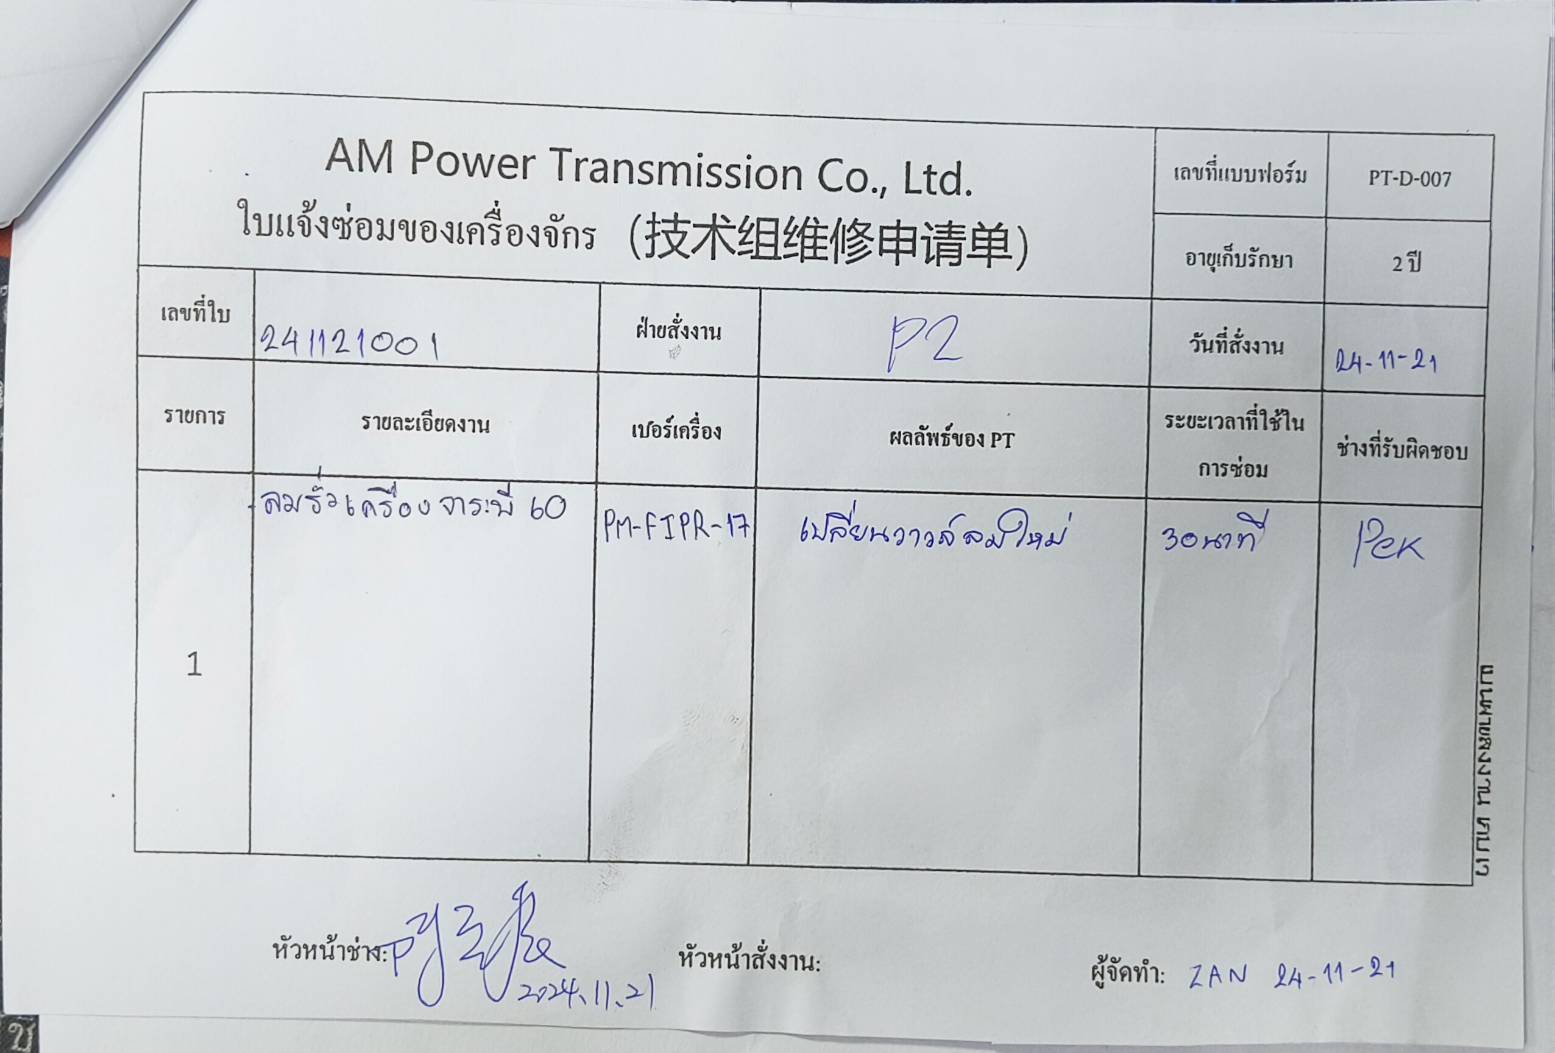 AM Power Transmission Co., Ltd.
ใบแจ้งซ่อมของเครื่องจักร (技术组维修申请单)
เลขที่แบบฟอร์ม PT-D-007
อายุเก็บรักษา 2 ปี
เลขที่ใบ 241121001 ฝ่ายสั่งงาน P2 วันที่สั่งงาน 24-11-21
รายการ รายละเอียดงาน เบอร์เครื่อง ผลลัพธ์ของ PT ระยะเวลาที่ใช้ใน
การซ่อม ช่างที่รับผิดชอบ
1 ลมรั่วเครื่อง จาระบี 60 PM-FIPR-17 เปลี่ยนวาวล์ลมใหม่ 30นาที Pek
หัวหน้าช่าง: 2024.11.21 หัวหน้าสั่งงาน: ผู้จัดทำ: ZAN 24-11-21